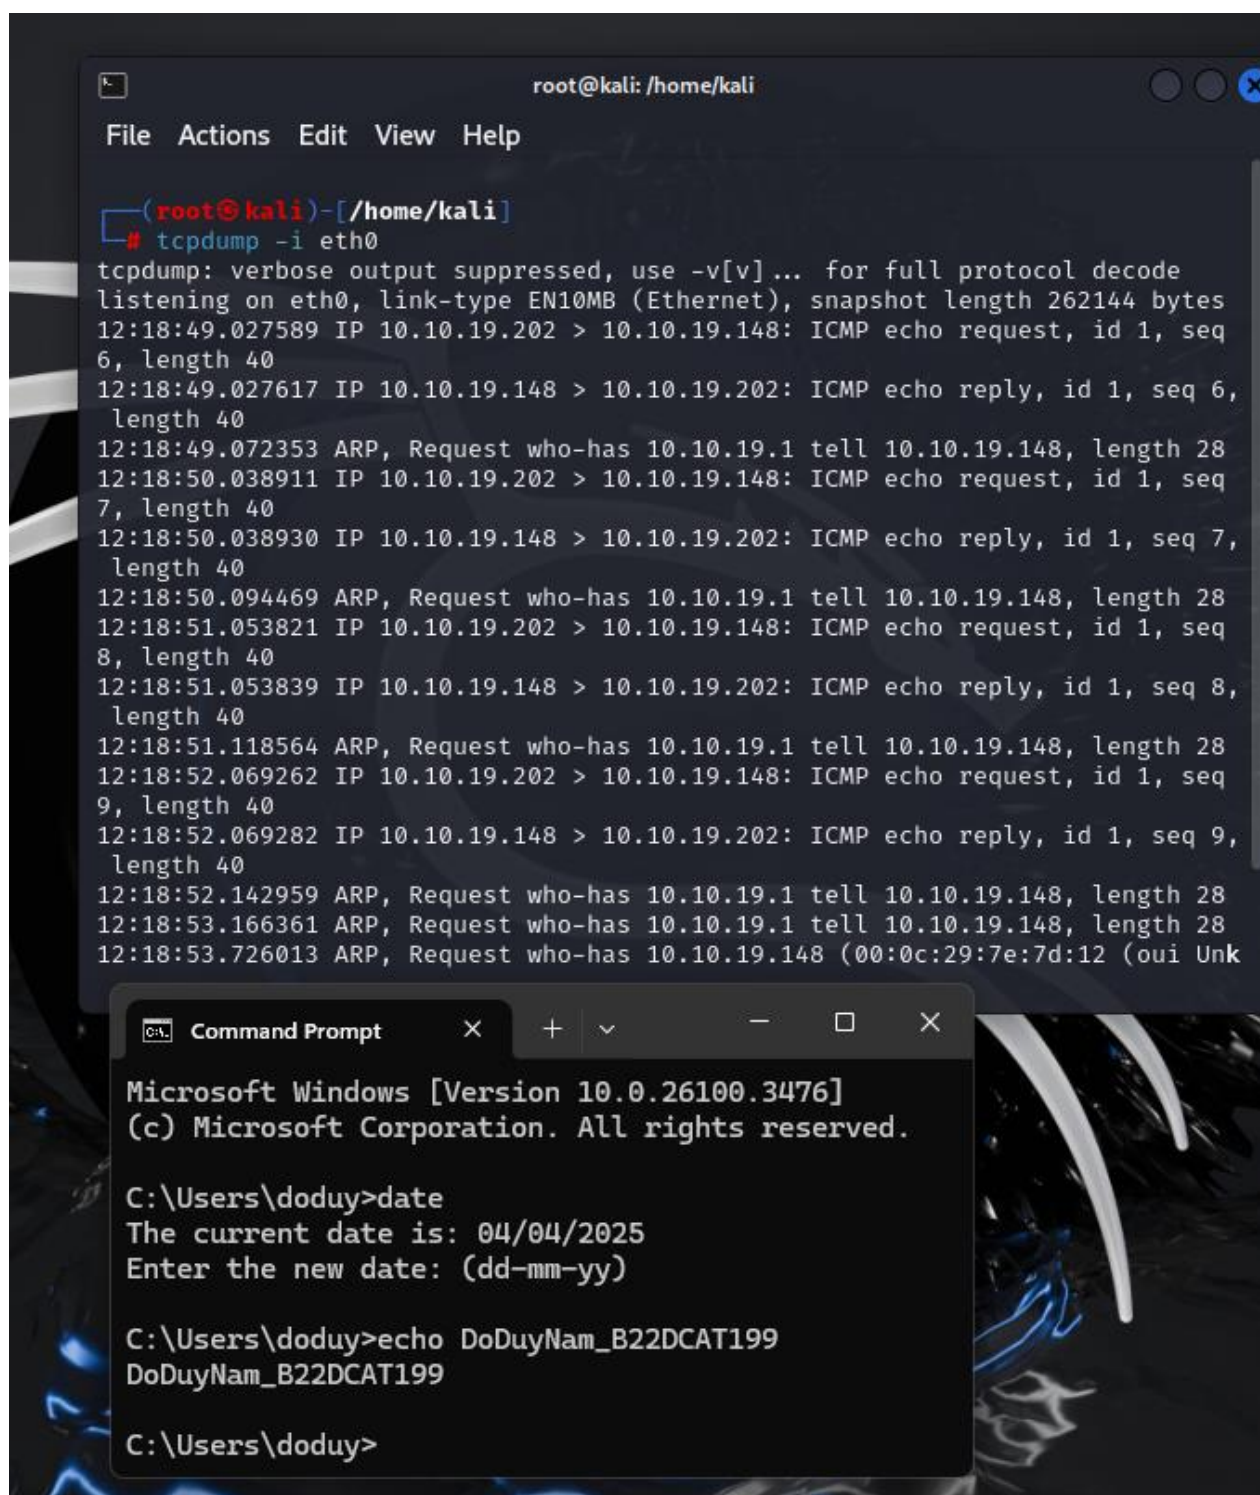 root@kali: /home/kali
File Actions Edit View Help
(root㉿kali)-[/home/kali]
# tcpdump -i eth0
tcpdump: verbose output suppressed, use -v[v]... for full protocol decode
listening on eth0, link-type EN10MB (Ethernet), snapshot length 262144 bytes
12:18:49.027589 IP 10.10.19.202 > 10.10.19.148: ICMP echo request, id 1, seq
6, length 40
12:18:49.027617 IP 10.10.19.148 > 10.10.19.202: ICMP echo reply, id 1, seq 6,
length 40
12:18:49.072353 ARP, Request who-has 10.10.19.1 tell 10.10.19.148, length 28
12:18:50.038911 IP 10.10.19.202 > 10.10.19.148: ICMP echo request, id 1, seq
7, length 40
12:18:50.038930 IP 10.10.19.148 > 10.10.19.202: ICMP echo reply, id 1, seq 7,
length 40
12:18:50.094469 ARP, Request who-has 10.10.19.1 tell 10.10.19.148, length 28
12:18:51.053821 IP 10.10.19.202 > 10.10.19.148: ICMP echo request, id 1, seq
8, length 40
12:18:51.053839 IP 10.10.19.148 > 10.10.19.202: ICMP echo reply, id 1, seq 8,
length 40
12:18:51.118564 ARP, Request who-has 10.10.19.1 tell 10.10.19.148, length 28
12:18:52.069262 IP 10.10.19.202 > 10.10.19.148: ICMP echo request, id 1, seq
9, length 40
12:18:52.069282 IP 10.10.19.148 > 10.10.19.202: ICMP echo reply, id 1, seq 9,
length 40
12:18:52.142959 ARP, Request who-has 10.10.19.1 tell 10.10.19.148, length 28
12:18:53.166361 ARP, Request who-has 10.10.19.1 tell 10.10.19.148, length 28
12:18:53.726013 ARP, Request who-has 10.10.19.148 (00:0c:29:7e:7d:12 (oui Unk
Command Prompt
Microsoft Windows [Version 10.0.26100.3476]
(c) Microsoft Corporation. All rights reserved.
C:\Users\doduy>date
The current date is: 04/04/2025
Enter the new date: (dd-mm-yy)
C:\Users\doduy>echo DoDuyNam_B22DCAT199
DoDuyNam_B22DCAT199
C:\Users\doduy>